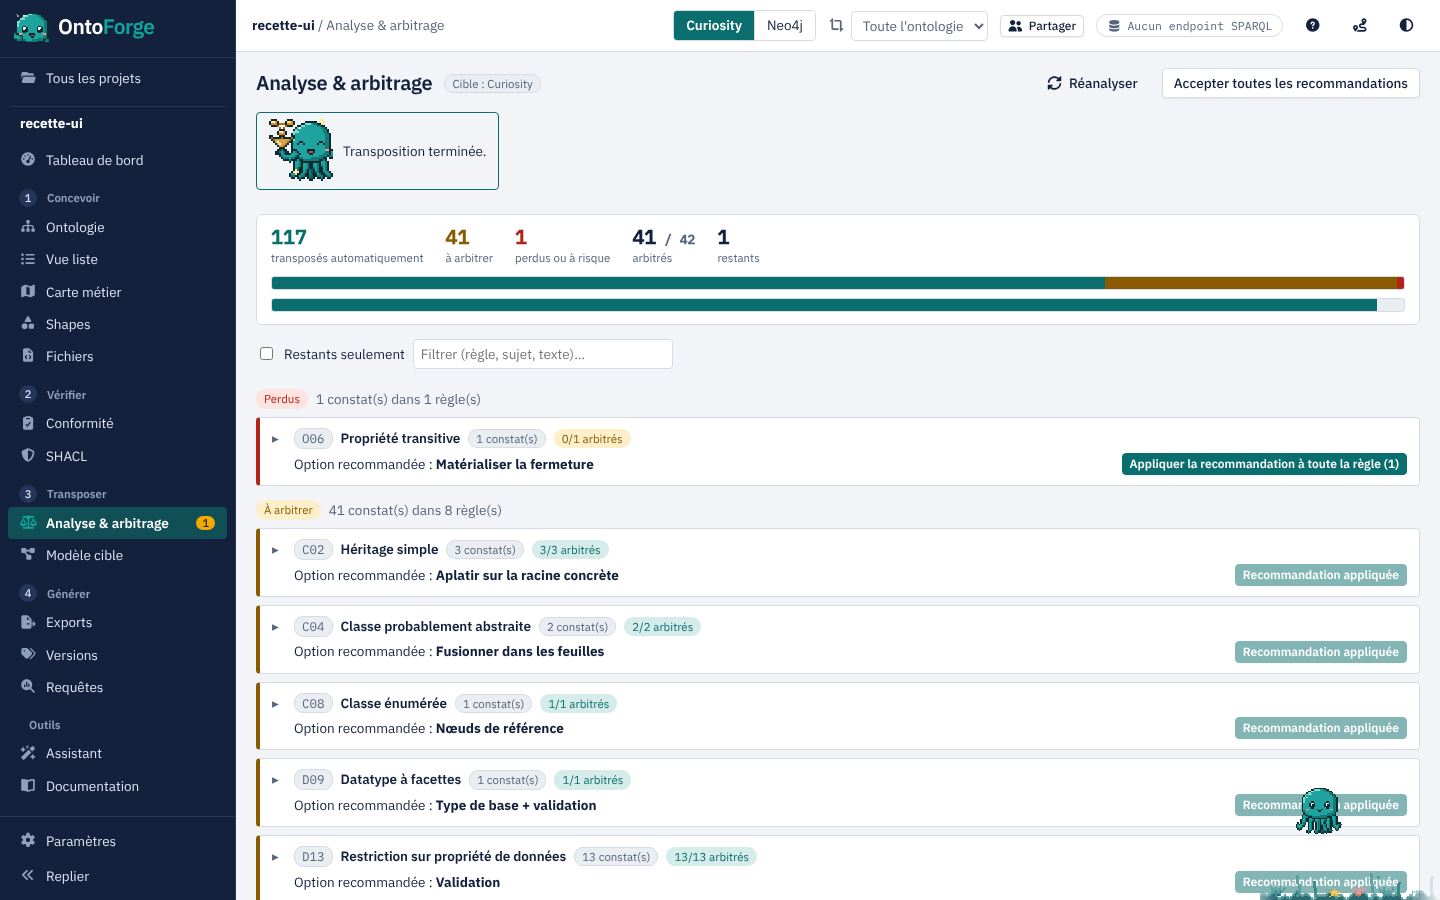 OntoForge
Tous les projets
recette-ui
Tableau de bord
1 Concevoir
Ontologie
Vue liste
Carte métier
Shapes
Fichiers
2 Vérifier
Conformité
SHACL
3 Transposer
Analyse & arbitrage 1
Modèle cible
4 Générer
Exports
Versions
Requêtes
Outils
Assistant
Documentation
Paramètres
Replier
recette-ui / Analyse & arbitrage
Curiosity Neo4j Toute l'ontologie Partager Aucun endpoint SPARQL
Analyse & arbitrage Cible : Curiosity Réanalyser Accepter toutes les recommandations
Transposition terminée.
117 41 1 41 / 42 1
transposés automatiquement à arbitrer perdus ou à risque arbitrés restants
Restants seulement Filtrer (règle, sujet, texte)...
Perdus 1 constat(s) dans 1 règle(s)
O06 Propriété transitive 1 constat(s) 0/1 arbitrés
Option recommandée : Matérialiser la fermeture Appliquer la recommandation à toute la règle (1)
À arbitrer 41 constat(s) dans 8 règle(s)
C02 Héritage simple 3 constat(s) 3/3 arbitrés
Option recommandée : Aplatir sur la racine concrète Recommandation appliquée
C04 Classe probablement abstraite 2 constat(s) 2/2 arbitrés
Option recommandée : Fusionner dans les feuilles Recommandation appliquée
C08 Classe énumérée 1 constat(s) 1/1 arbitrés
Option recommandée : Nœuds de référence Recommandation appliquée
D09 Datatype à facettes 1 constat(s) 1/1 arbitrés
Option recommandée : Type de base + validation appliquée
D13 Restriction sur propriété de données 13 constat(s) 13/13 arbitrés
Option recommandée : Validation Recommandation appliquée